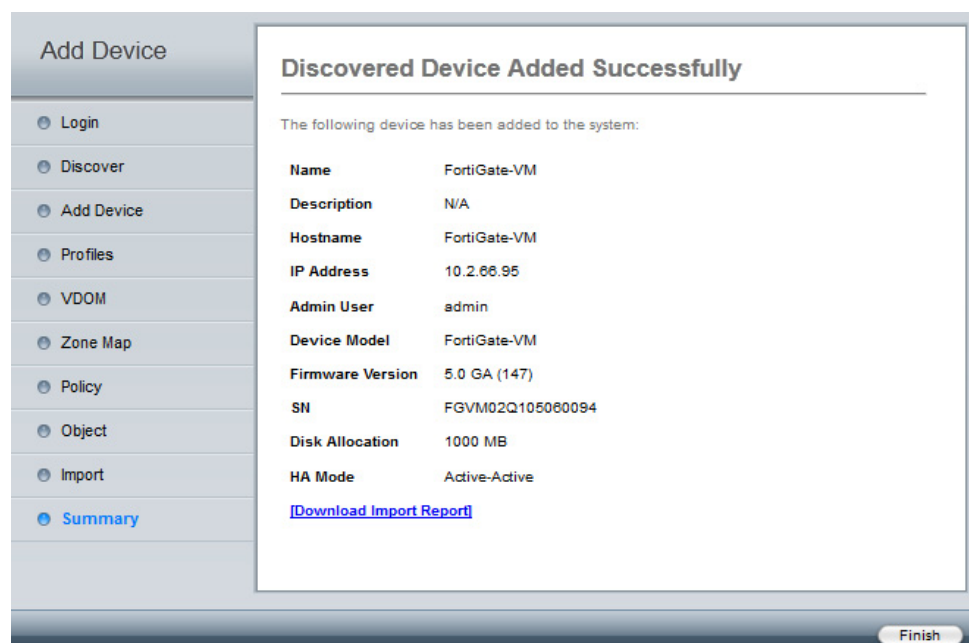 Add Device
Login
Discover
Add Device
Profiles
VDOM
Zone Map
Policy
Object
Import
Summary
Discovered Device Added Successfully
The following device has been added to the system:
Name FortiGate-VM
Description N/A
Hostname FortiGate-VM
IP Address 10.2.66.95
Admin User admin
Device Model FortiGate-VM
Firmware Version 5.0 GA (147)
SN FGVM02Q105060094
Disk Allocation 1000 MB
HA Mode Active-Active
[Download Import Report]
Finish